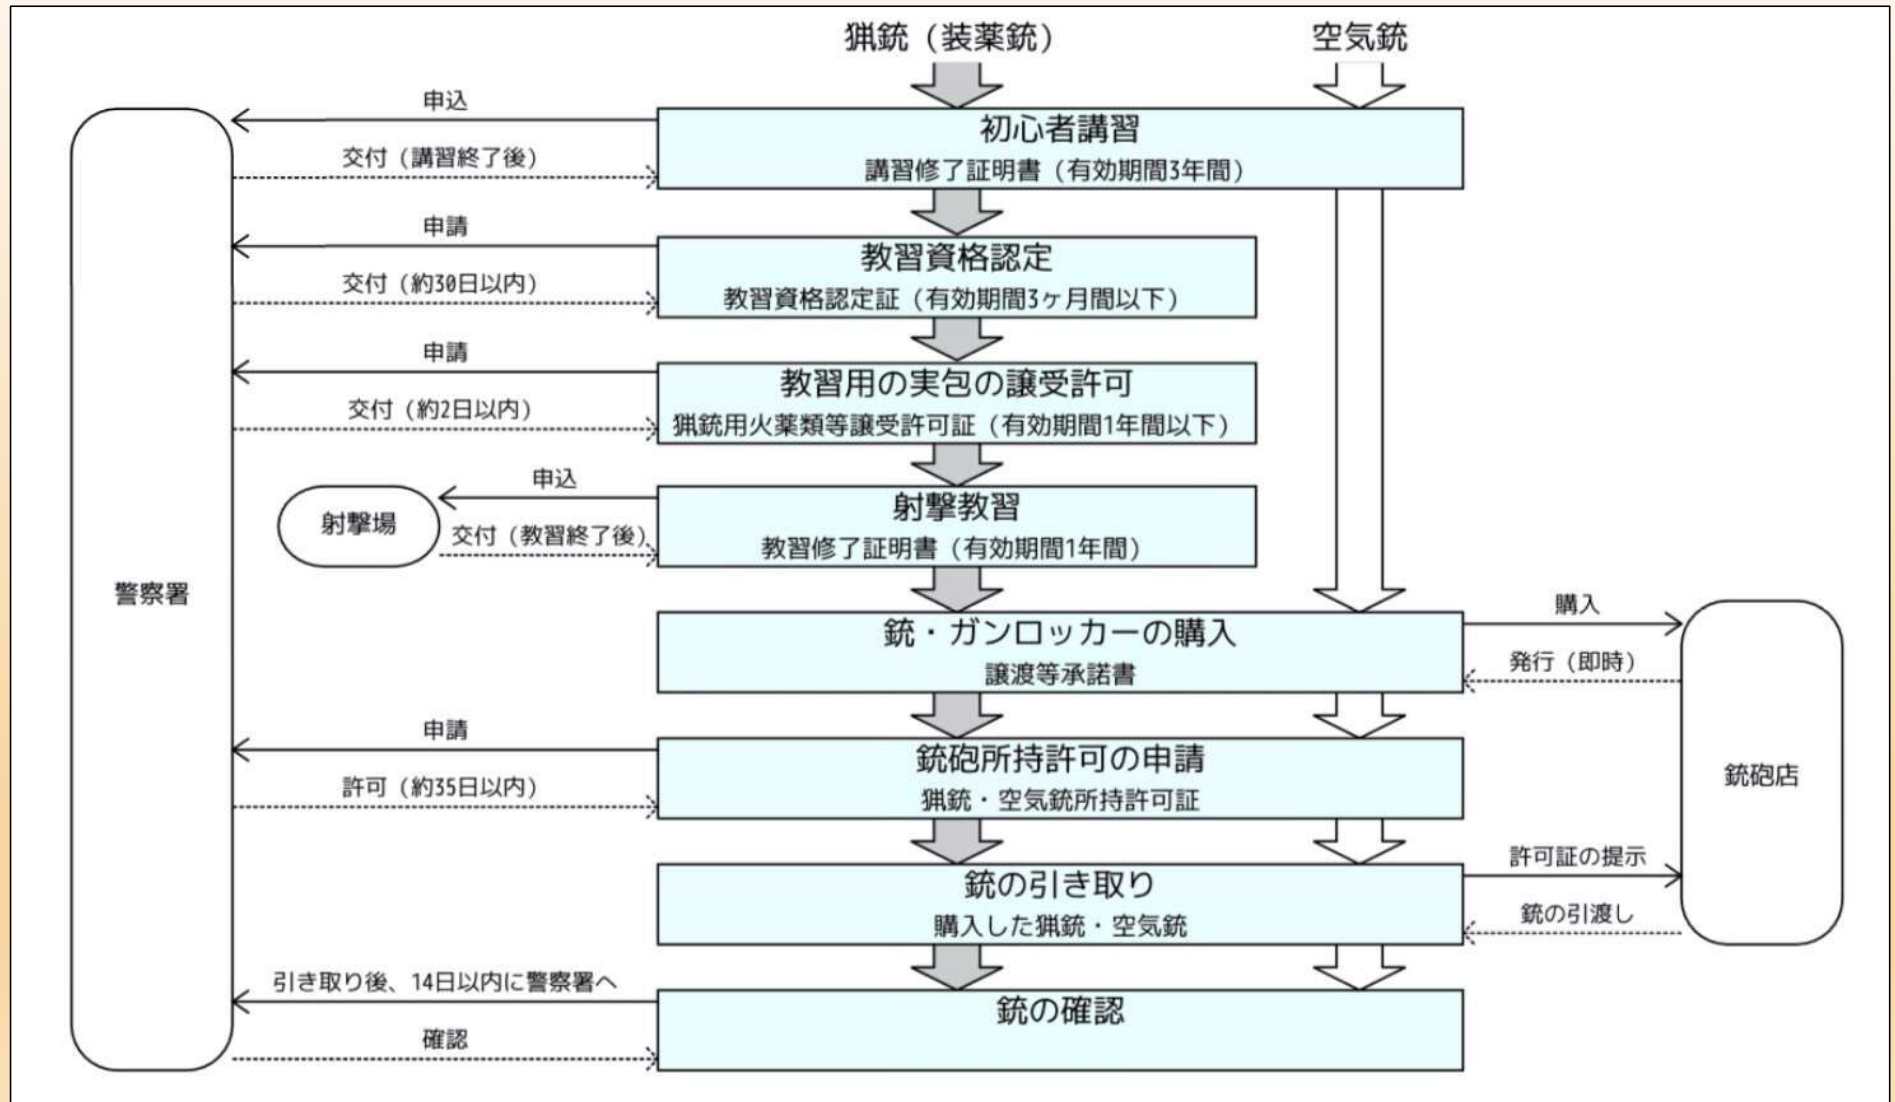 猟銃（装薬銃）
空気銃
申込
交付（講習終了後）
初心者講習
講習修了証明書（有効期間3年間）
申請
交付（約30日以内）
教習資格認定
教習資格認定証（有効期間3ヶ月間以下）
申請
交付（約2日以内）
教習用の実包の譲受許可
猟銃用火薬類等譲受許可証（有効期間1年間以下）
射撃場
申込
交付（教習終了後）
射撃教習
教習修了証明書（有効期間1年間）
警察署
銃・ガンロッカーの購入
譲渡等承諾書
購入
発行（即時）
申請
許可（約35日以内）
銃砲所持許可の申請
猟銃・空気銃所持許可証
銃砲店
銃の引き取り
購入した猟銃・空気銃
許可証の提示
銃の引渡し
引き取り後、14日以内に警察署へ
確認
銃の確認